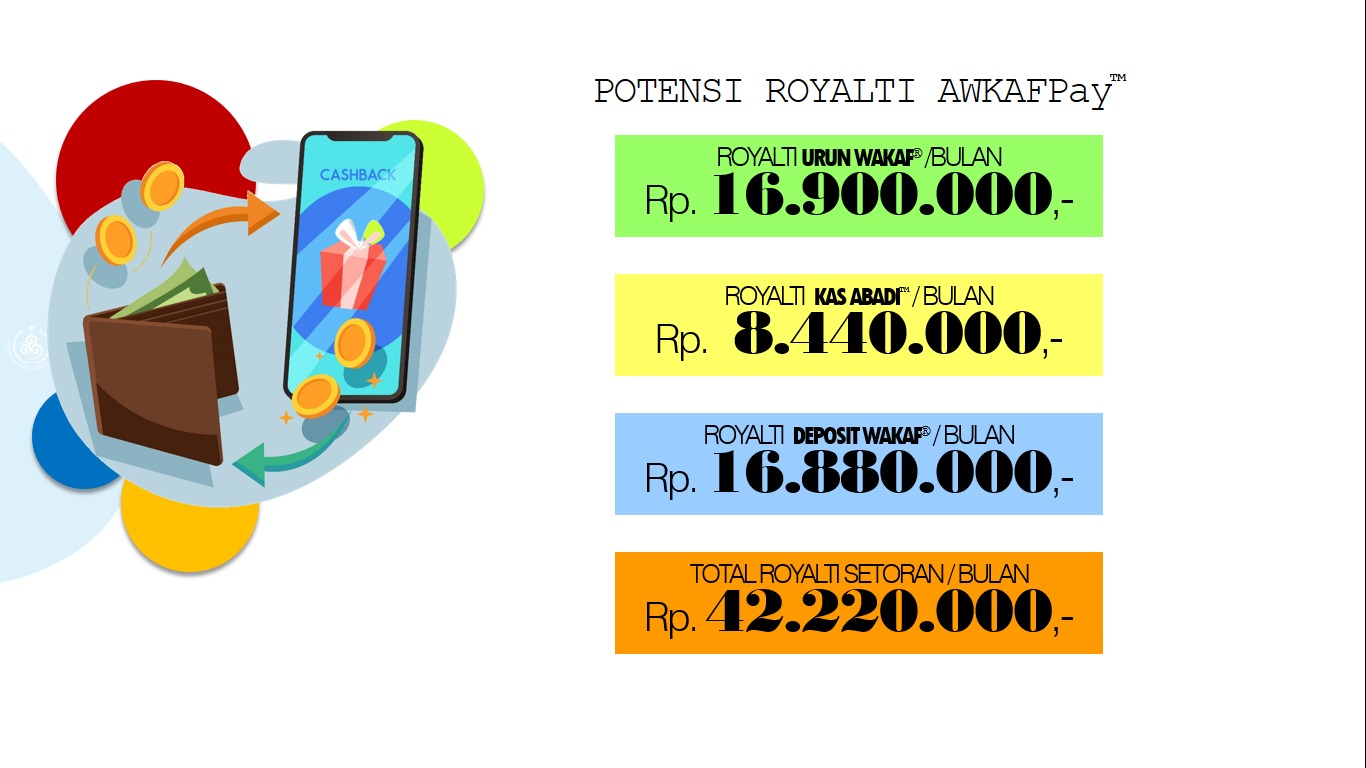 POTENSI ROYALTI AWKAFPay™
CASHBACK
ROYALTI URUN WAKAF® /BULAN
Rp. 16.900.000,-
ROYALTI KAS ABADI™ / BULAN
Rp. 8.440.000,-
ROYALTI DEPOSIT WAKAF® / BULAN
Rp. 16.880.000,-
TOTAL ROYALTI SETORAN / BULAN
Rp. 42.220.000,-